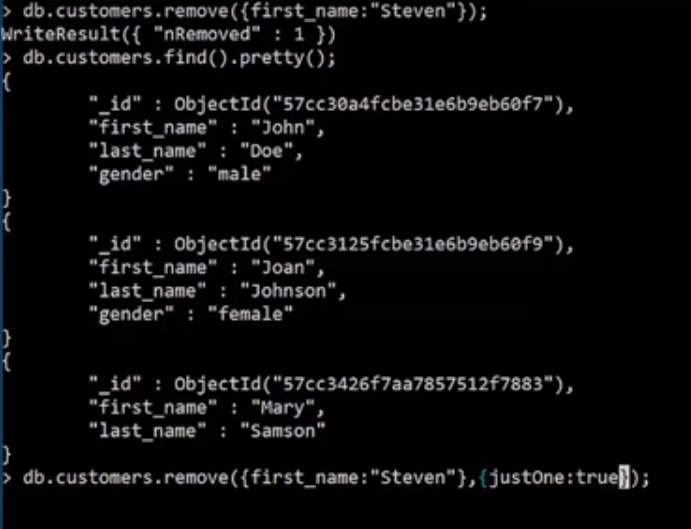 > db.customers.remove({first_name:"Steven"});
WriteResult({ "nRemoved" : 1 })
> db.customers.find().pretty();
{
        "_id" : ObjectId("57cc30a4fcbe31e6b9eb60f7"),
        "first_name" : "John",
        "last_name" : "Doe",
        "gender" : "male"
}
{
        "_id" : ObjectId("57cc3125fcbe31e6b9eb60f9"),
        "first_name" : "Joan",
        "last_name" : "Johnson",
        "gender" : "female"
}
{
        "_id" : ObjectId("57cc3426f7aa7857512f7883"),
        "first_name" : "Mary",
        "last_name" : "Samson"
}
> db.customers.remove({first_name:"Steven"},{justOne:true});